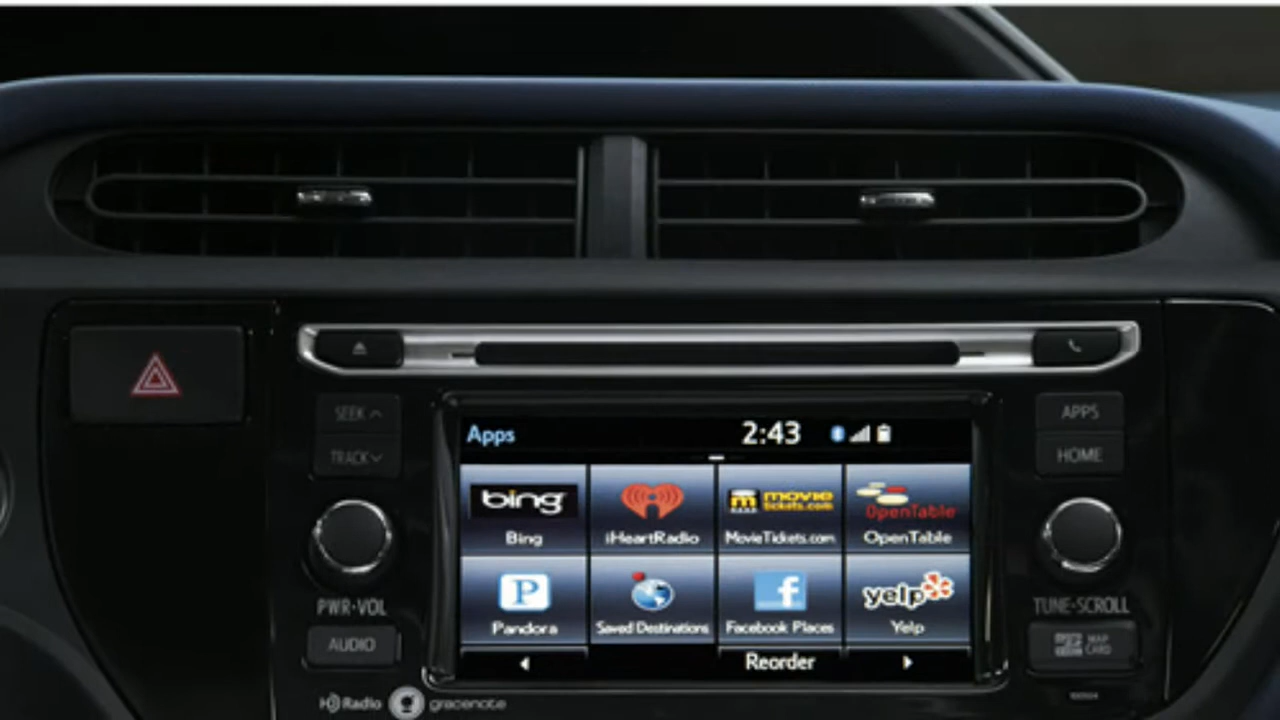 SEEK
TRACK
PWR·VOL
AUDIO
HD Radio gracenote
Apps 2:43
bing
Bing
iHeartRadio
m movie tickets.com
MovieTickets.com
OpenTable
OpenTable
P
Pandora
Saved Destinations
f
Facebook Places
yelp
Yelp
Reorder
APPS
HOME
TUNE·SCROLL
MAP
CARD